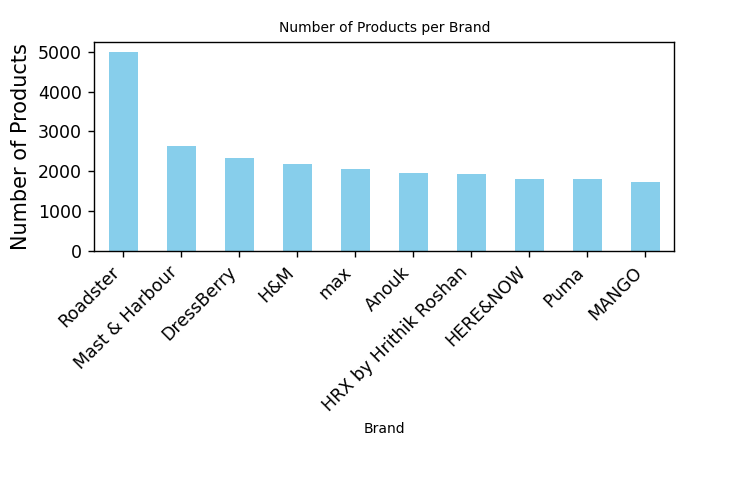 Number of Products per Brand
Number of Products
5000
4000
3000
2000
1000
0
Roadster
Mast & Harbour
DressBerry
H&M
max
Anouk
HRX by Hrithik Roshan
HERE&NOW
Puma
MANGO
Brand